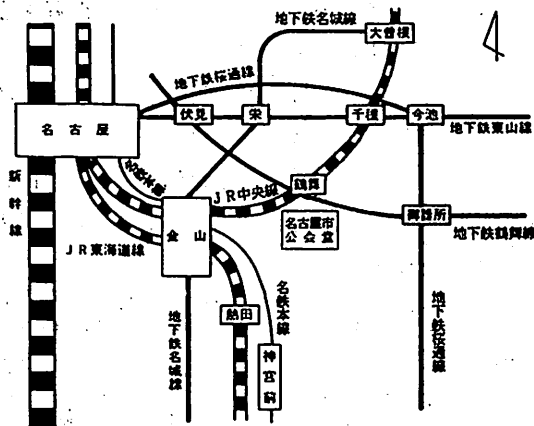 地下鉄名城線
大曽根
地下鉄桜通線
名古屋
伏見
栄
千種
今池
地下鉄東山線
新幹線
JR中央線
鶴舞
名古屋市
公会堂
御器所
地下鉄鶴舞線
金山
JR東海道線
地下鉄名城線
熱田
名鉄本線
神宮前
地下鉄桜通線